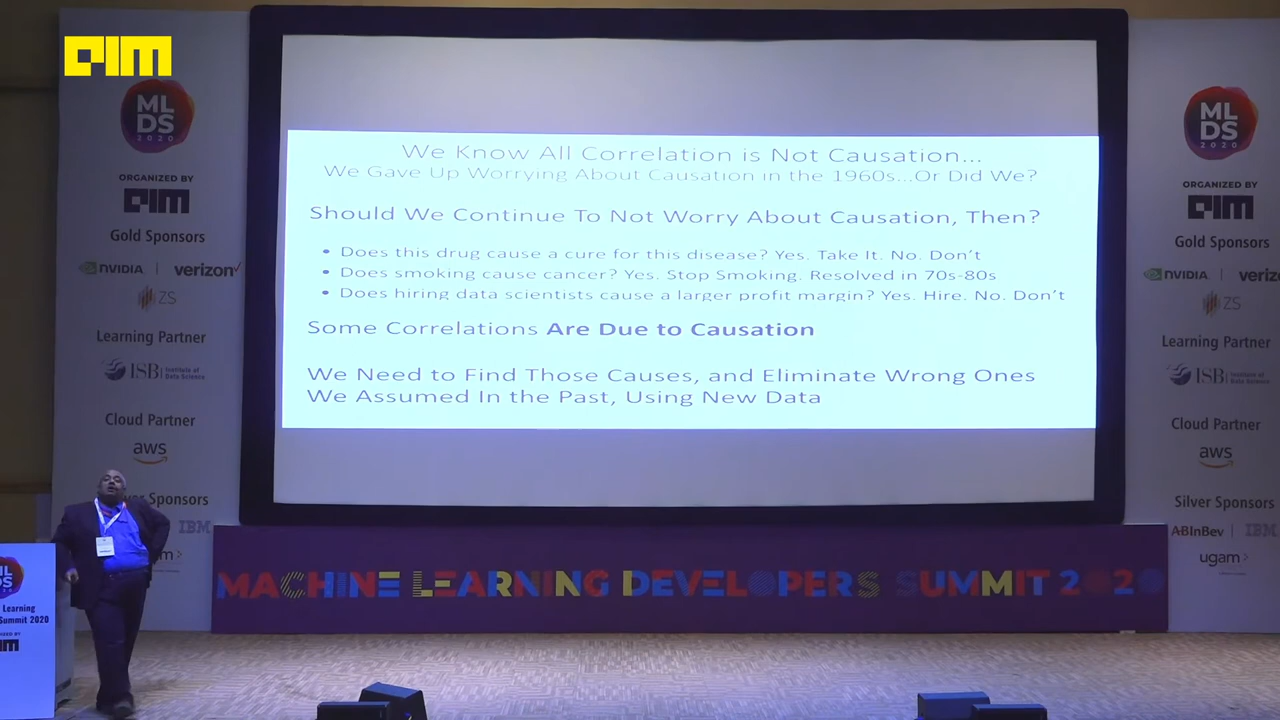 AIM
ML
DS
2020
ORGANIZED BY
AIM
Gold Sponsors
NVIDIA
verizon
ZS
Learning Partner
ISB Institute of
Data Science
Cloud Partner
aws
Sponsors
IBM
Learning
Summit 2020
AIM
We Know All Correlation is Not Causation...
We Gave Up Worrying About Causation in the 1960s...Or Did We?
Should We Continue To Not Worry About Causation, Then?
• Does this drug cause a cure for this disease? Yes. Take It. No. Don't
• Does smoking cause cancer? Yes. Stop Smoking. Resolved in 70s-80s
• Does hiring data scientists cause a larger profit margin? Yes. Hire. No. Don't
Some Correlations Are Due to Causation
We Need to Find Those Causes, and Eliminate Wrong Ones
We Assumed In the Past, Using New Data
MACHINE LEARNING DEVELOPERS SUMMIT 2020
ML
DS
2020
ORGANIZED BY
AIM
Gold Sponsors
NVIDIA
veriz
ZS
Learning Partner
ISB Institute of
Data Science
Cloud Partner
aws
Silver Sponsors
ABInBev
IBM
ugam